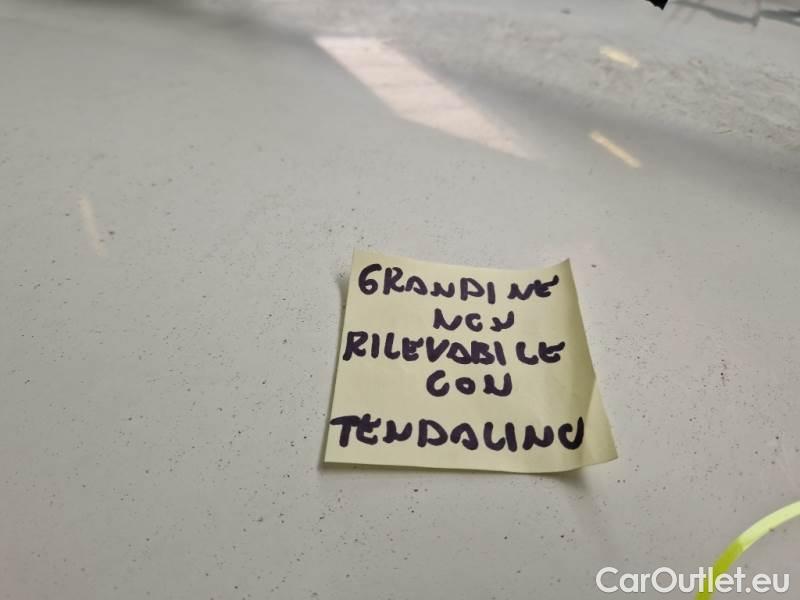 GRANDINE
NON
RILEVABILE
CON
TENDALINO
CarOutlet.eu